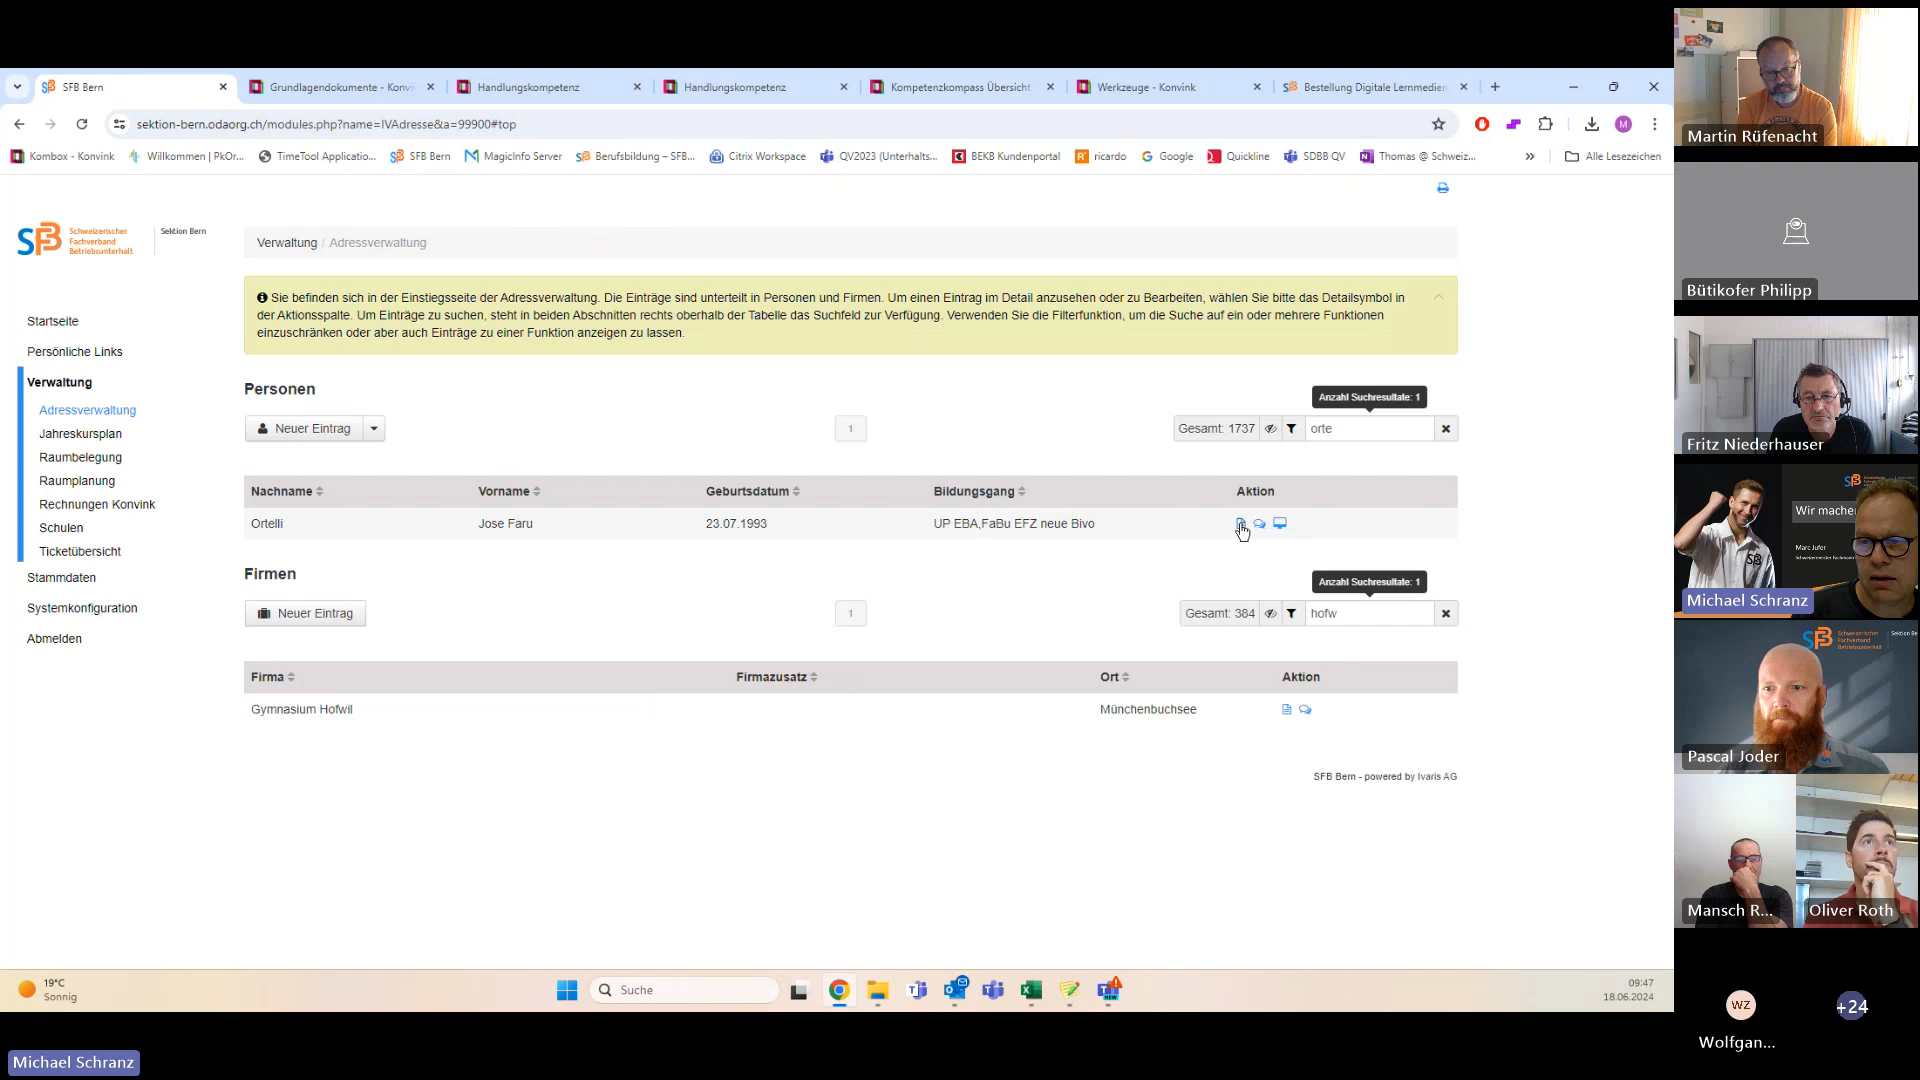 SFB Bern
Grundlagendokumente - Konvi
Handlungskompetenz
Handlungskompetenz
Kompetenzkompass Übersicht
Werkzeuge - Konvink
Bestellung Digitale Lernmedien
sektion-bern.odaorg.ch/modules.php?name=IVAdresse&a=99900#top
M
Kombox - Konvink
Willkommen | PkOr...
TimeTool Applicatio...
SFB Bern
MagicInfo Server
Berufsbildung – SFB...
Citrix Workspace
QV2023 (Unterhalts...
BEKB Kundenportal
ricardo
Google
Quickline
SDBB QV
Thomas @ Schweiz...
Alle Lesezeichen
SFB
Schweizerischer
Fachverband
Betriebsunterhalt
Sektion Bern
Verwaltung / Adressverwaltung
Sie befinden sich in der Einstiegsseite der Adressverwaltung. Die Einträge sind unterteilt in Personen und Firmen. Um einen Eintrag im Detail anzusehen oder zu Bearbeiten, wählen Sie bitte das Detailsymbol in
der Aktionsspalte. Um Einträge zu suchen, steht in beiden Abschnitten rechts oberhalb der Tabelle das Suchfeld zur Verfügung. Verwenden Sie die Filterfunktion, um die Suche auf ein oder mehrere Funktionen
einzuschränken oder aber auch Einträge zu einer Funktion anzeigen zu lassen.
Startseite
Persönliche Links
Verwaltung
Adressverwaltung
Jahreskursplan
Raumbelegung
Raumplanung
Rechnungen Konvink
Schulen
Ticketübersicht
Stammdaten
Systemkonfiguration
Abmelden
Personen
Anzahl Suchresultate: 1
Neuer Eintrag
1
Gesamt: 1737
orte
Nachname Vorname Geburtsdatum Bildungsgang Aktion
Ortelli Jose Faru 23.07.1993 UP EBA,FaBu EFZ neue Bivo
Firmen
Anzahl Suchresultate: 1
Neuer Eintrag
1
Gesamt: 384
hofw
Firma Firmazusatz Ort Aktion
Gymnasium Hofwil Münchenbuchsee
SFB Bern - powered by Ivaris AG
19°C
Sonnig
Suche
NEW
09:47
18.06.2024
Michael Schranz
Martin Rüfenacht
Bütikofer Philipp
Fritz Niederhauser
Wir mache
Marc Jufer
Michael Schranz
Schweizerischer
Fachverband
Betriebsunterhalt
Sektion Be
Pascal Joder
Mansch R...
Oliver Roth
WZ
Wolfgan...
+24